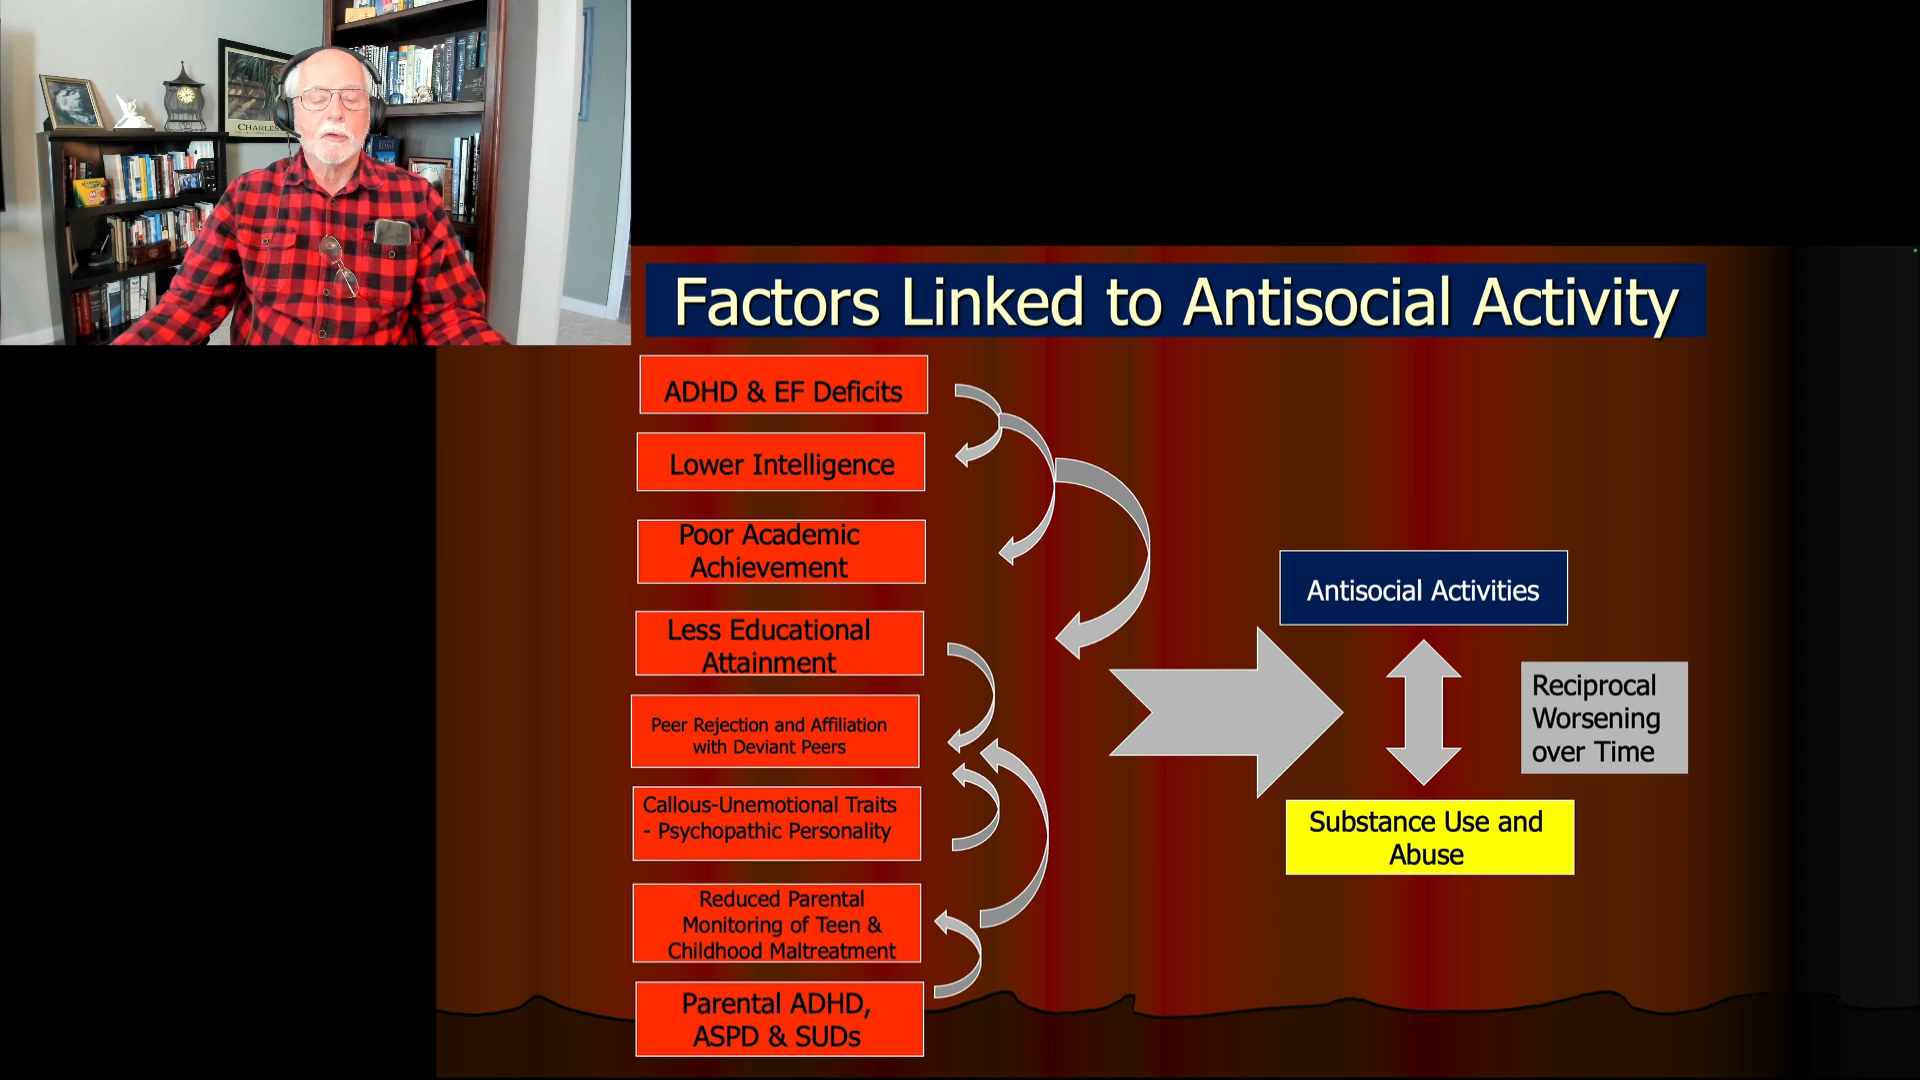 CHARLES
ROME
Factors Linked to Antisocial Activity
ADHD & EF Deficits
Lower Intelligence
Poor Academic
Achievement
Less Educational
Attainment
Peer Rejection and Affiliation
with Deviant Peers
Callous-Unemotional Traits
- Psychopathic Personality
Reduced Parental
Monitoring of Teen &
Childhood Maltreatment
Parental ADHD,
ASPD & SUDs
Antisocial Activities
Reciprocal
Worsening
over Time
Substance Use and
Abuse